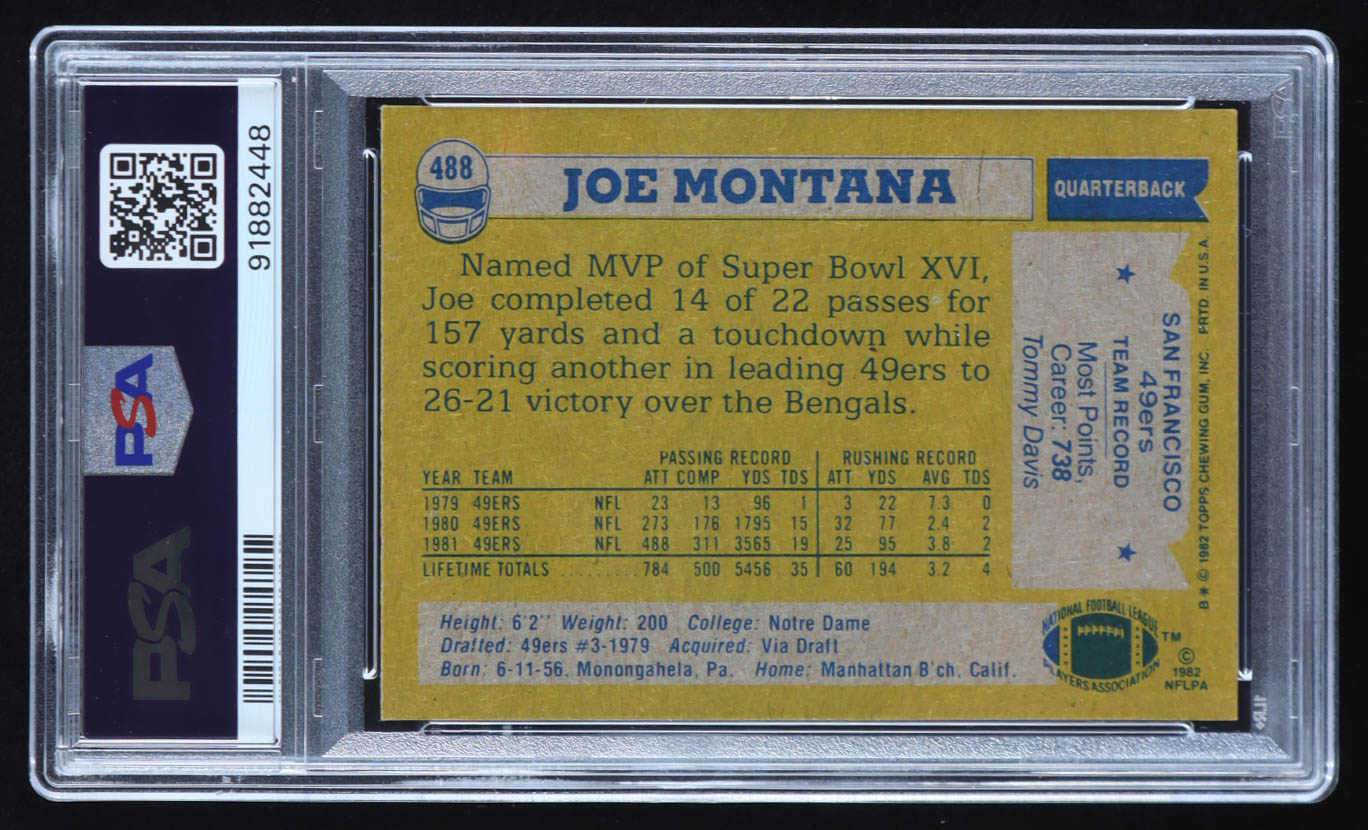 91882448
PSA
PSA
488
JOE MONTANA
QUARTERBACK
Named MVP of Super Bowl XVI,
Joe completed 14 of 22 passes for
157 yards and a touchdown while
scoring another in leading 49ers to
26-21 victory over the Bengals.
PASSING RECORD RUSHING RECORD
YEAR TEAM ATT COMP YDS TDS ATT YDS AVG TDS
1979 49ERS NFL 23 13 96 1 3 22 7.3 0
1980 49ERS NFL 273 176 1795 15 32 77 2.4 2
1981 49ERS NFL 488 311 3565 19 25 95 3.8 2
LIFETIME TOTALS .......... 784 500 5456 35 60 194 3.2 4
Height: 6'2" Weight: 200 College: Notre Dame
Drafted: 49ers #3-1979 Acquired: Via Draft
Born: 6-11-56. Monongahela, Pa. Home: Manhattan B'ch. Calif.
SAN FRANCISCO
49ers
TEAM RECORD
Most Points,
Career: 738
Tommy Davis
B* © 1982 TOPPS CHEWING GUM, INC. PRTD. IN U.S.A.
NATIONAL FOOTBALL LEAGUE
PLAYERS ASSOCIATION
TM
©
1982
NFLPA
PSA